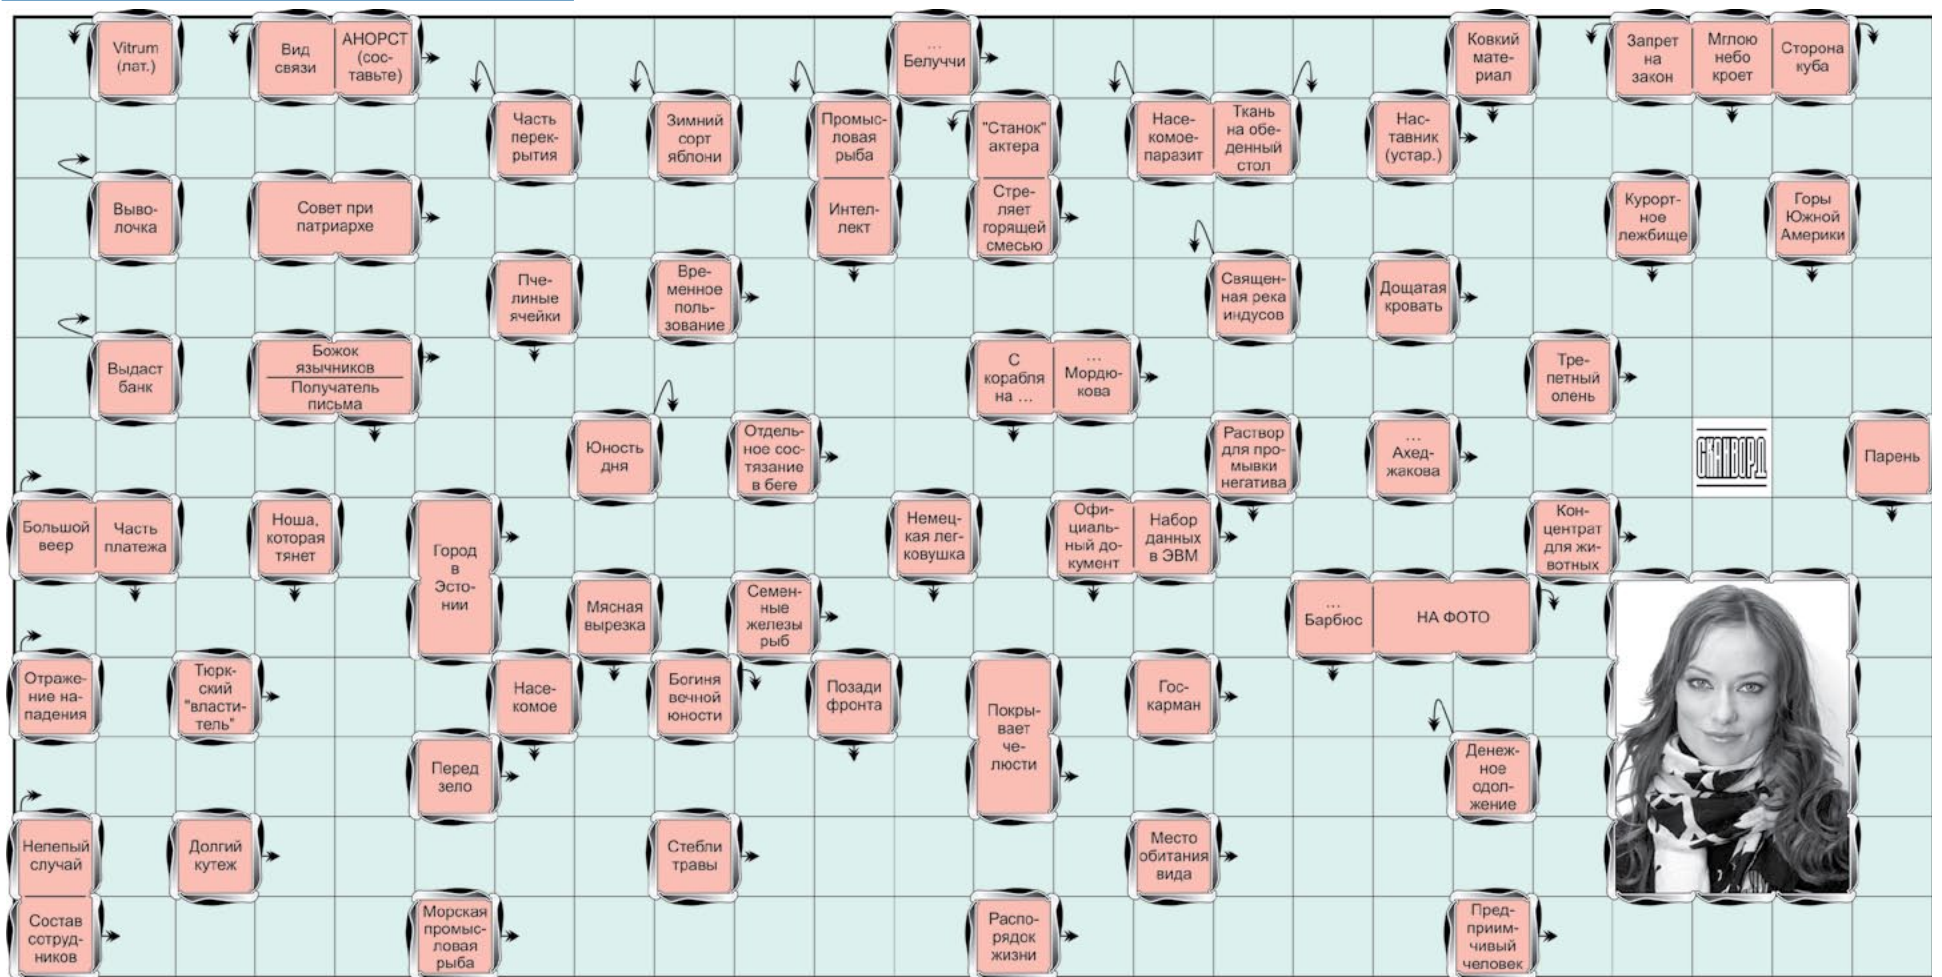 Vitrum
(лат.)
Вид
связи
АНОРСТ
(сос-
тавьте)
...
Белуччи
Ковкий
мате-
риал
Запрет
на
закон
Мглою
небо
кроет
Сторона
куба
Часть
перек-
рытия
Зимний
сорт
яблони
Промыс-
ловая
рыба
"Станок"
актера
Насе-
комое-
паразит
Ткань
на обе-
денный
стол
Нас-
тавник
(устар.)
Выво-
лочка
Совет при
патриархе
Интел-
лект
Стре-
ляет
горящей
смесью
Курорт-
ное
лежбище
Горы
Южной
Америки
Пче-
линые
ячейки
Вре-
менное
поль-
зование
Священ-
ная река
индусов
Дощатая
кровать
Выдаст
банк
Божок
язычников
Получатель
письма
С
корабля
на ...
...
Мордю-
кова
Тре-
петный
олень
Юность
дня
Отдель-
ное сос-
тязание
в беге
Раствор
для про-
мывки
негатива
...
Ахед-
жакова
СКАНВОРД
Парень
Большой
веер
Часть
платежа
Ноша,
которая
тянет
Город
в
Эсто-
нии
Немец-
кая лег-
ковушка
Офи-
циаль-
ный до-
кумент
Набор
данных
в ЭВМ
Кон-
центрат
для жи-
вотных
Мясная
вырезка
Семен-
ные
железы
рыб
...
Барбюс
НА ФОТО
Отраже-
ние на-
падения
Тюрк-
ский
"власти-
тель"
Насе-
комое
Богиня
вечной
юности
Позади
фронта
Покры-
вает
че-
люсти
Гос-
карман
Перед
зело
Денеж-
ное
одол-
жение
Нелепый
случай
Долгий
кутеж
Стебли
травы
Место
обитания
вида
Состав
сотруд-
ников
Морская
промыс-
ловая
рыба
Распо-
рядок
жизни
Пред-
приим-
чивый
человек